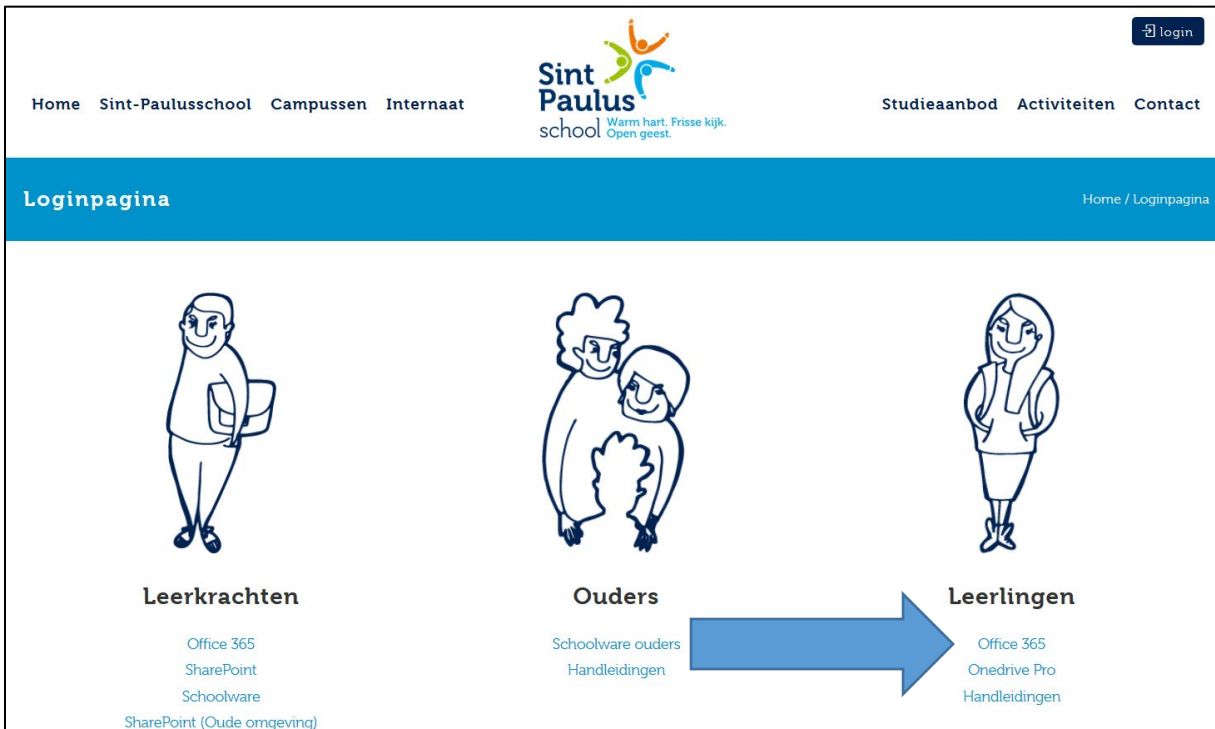 login
Home Sint-Paulusschool Campussen Internaat
Sint
Paulus
school Warm hart. Frisse kijk.
Open geest.
Studieaanbod Activiteiten Contact
Loginpagina
Home / Loginpagina
Leerkrachten
Office 365
SharePoint
Schoolware
SharePoint (Oude omgeving)
Ouders
Schoolware ouders
Handleidingen
Leerlingen
Office 365
Onedrive Pro
Handleidingen